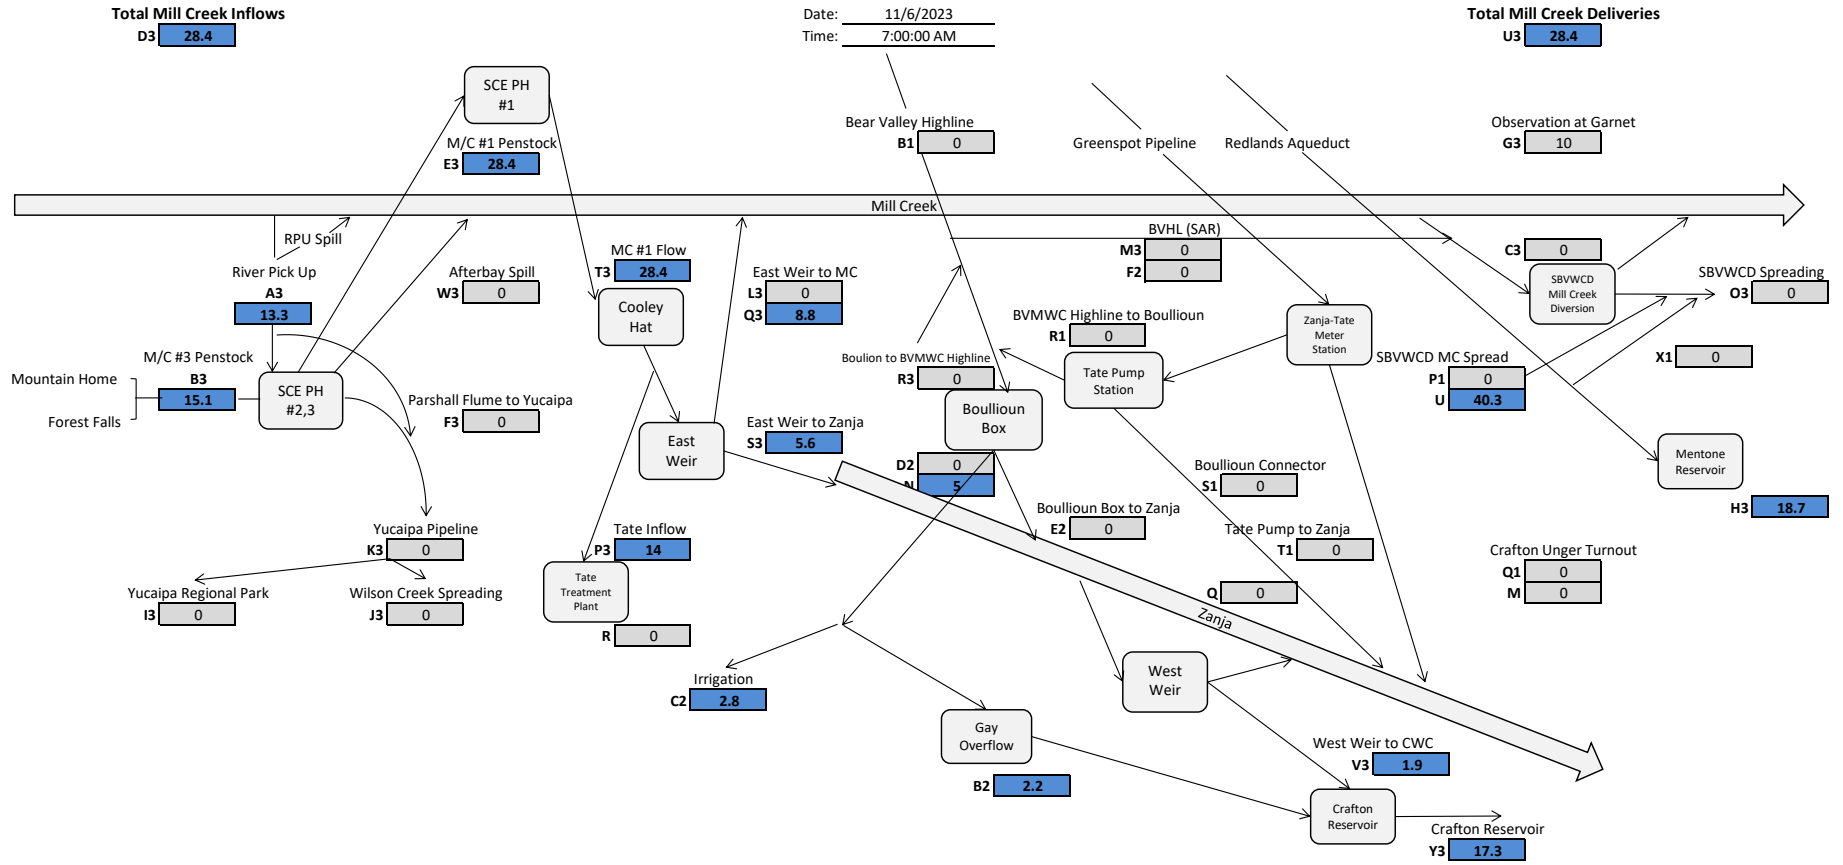 Total Mill Creek Inflows
D3 28.4
Date: 11/6/2023
Time: 7:00:00 AM
Total Mill Creek Deliveries
U3 28.4
SCE PH
#1
M/C #1 Penstock
E3 28.4
Bear Valley Highline
B1 0
Greenspot Pipeline
Redlands Aqueduct
Observation at Garnet
G3 10
Mill Creek
RPU Spill
River Pick Up
A3
13.3
Afterbay Spill
W3 0
MC #1 Flow
T3 28.4
Cooley
Hat
East Weir to MC
L3 0
Q3 8.8
BVHL (SAR)
M3 0
F2 0
C3 0
SBVWCD
Mill Creek
Diversion
SBVWCD Spreading
O3 0
BVMWC Highline to Boullioun
R1 0
Zanja-Tate
Meter
Station
M/C #3 Penstock
B3
15.1
Mountain Home
Forest Falls
SCE PH
#2,3
Parshall Flume to Yucaipa
F3 0
Boulion to BVMWC Highline
R3 0
Tate Pump
Station
SBVWCD MC Spread
P1 0
U 40.3
X1 0
Boullioun
Box
East
Weir
East Weir to Zanja
S3 5.6
D2 0
N 5
Boullioun Connector
S1 0
Mentone
Reservoir
H3 18.7
Yucaipa Pipeline
K3 0
Tate Inflow
P3 14
Boullioun Box to Zanja
E2 0
Tate Pump to Zanja
T1 0
Crafton Unger Turnout
Q1 0
M 0
Yucaipa Regional Park
I3 0
Wilson Creek Spreading
J3 0
Tate
Treatment
Plant
R 0
Q 0
Zanja
Irrigation
C2 2.8
West
Weir
Gay
Overflow
B2 2.2
West Weir to CWC
V3 1.9
Crafton
Reservoir
Crafton Reservoir
Y3 17.3